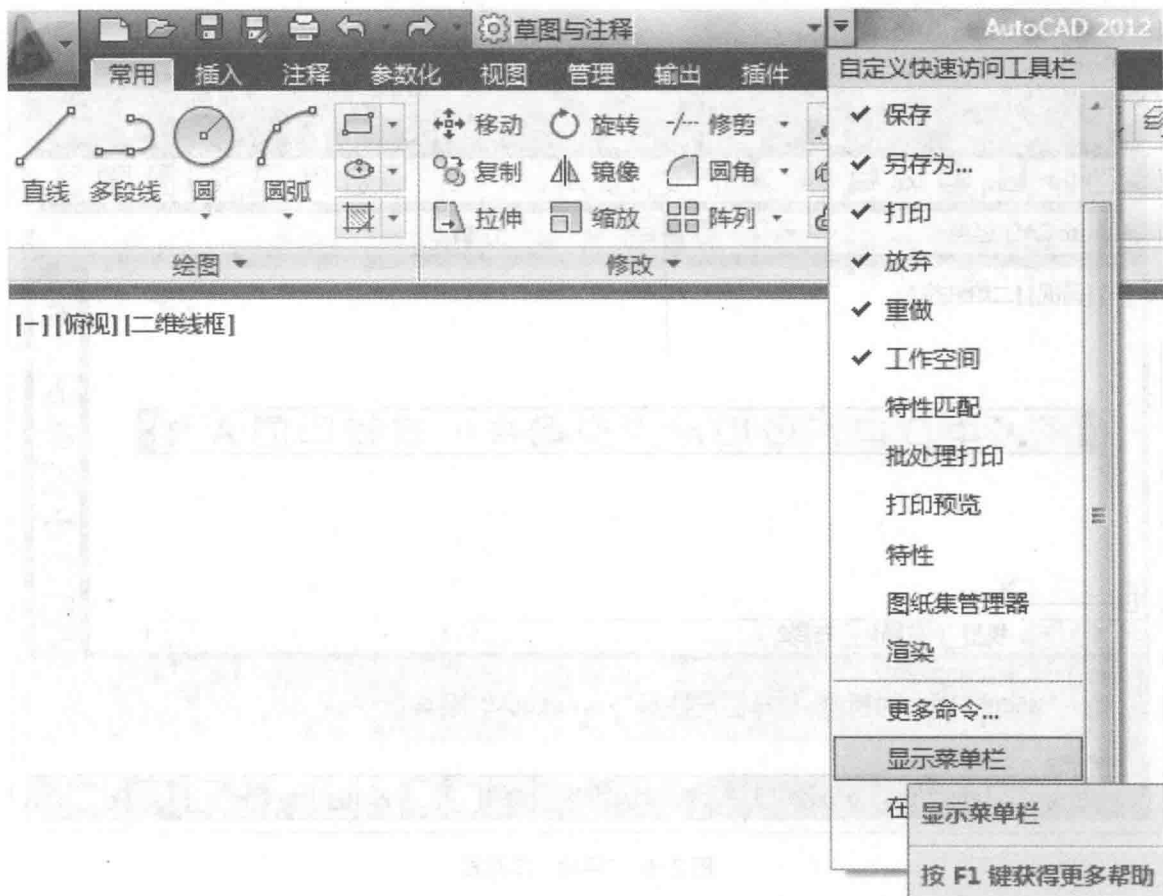 草图与注释
AutoCAD 2012
常用 插入 注释 参数化 视图 管理 输出 插件
自定义快速访问工具栏
直线 多段线 圆 圆弧
移动 旋转 修剪
复制 镜像 圆角
拉伸 缩放 阵列
绘图 修改
[-][俯视][二维线框]
保存
另存为...
打印
放弃
重做
工作空间
特性匹配
批处理打印
打印预览
特性
图纸集管理器
渲染
更多命令...
显示菜单栏
在
显示菜单栏
按 F1 键获得更多帮助